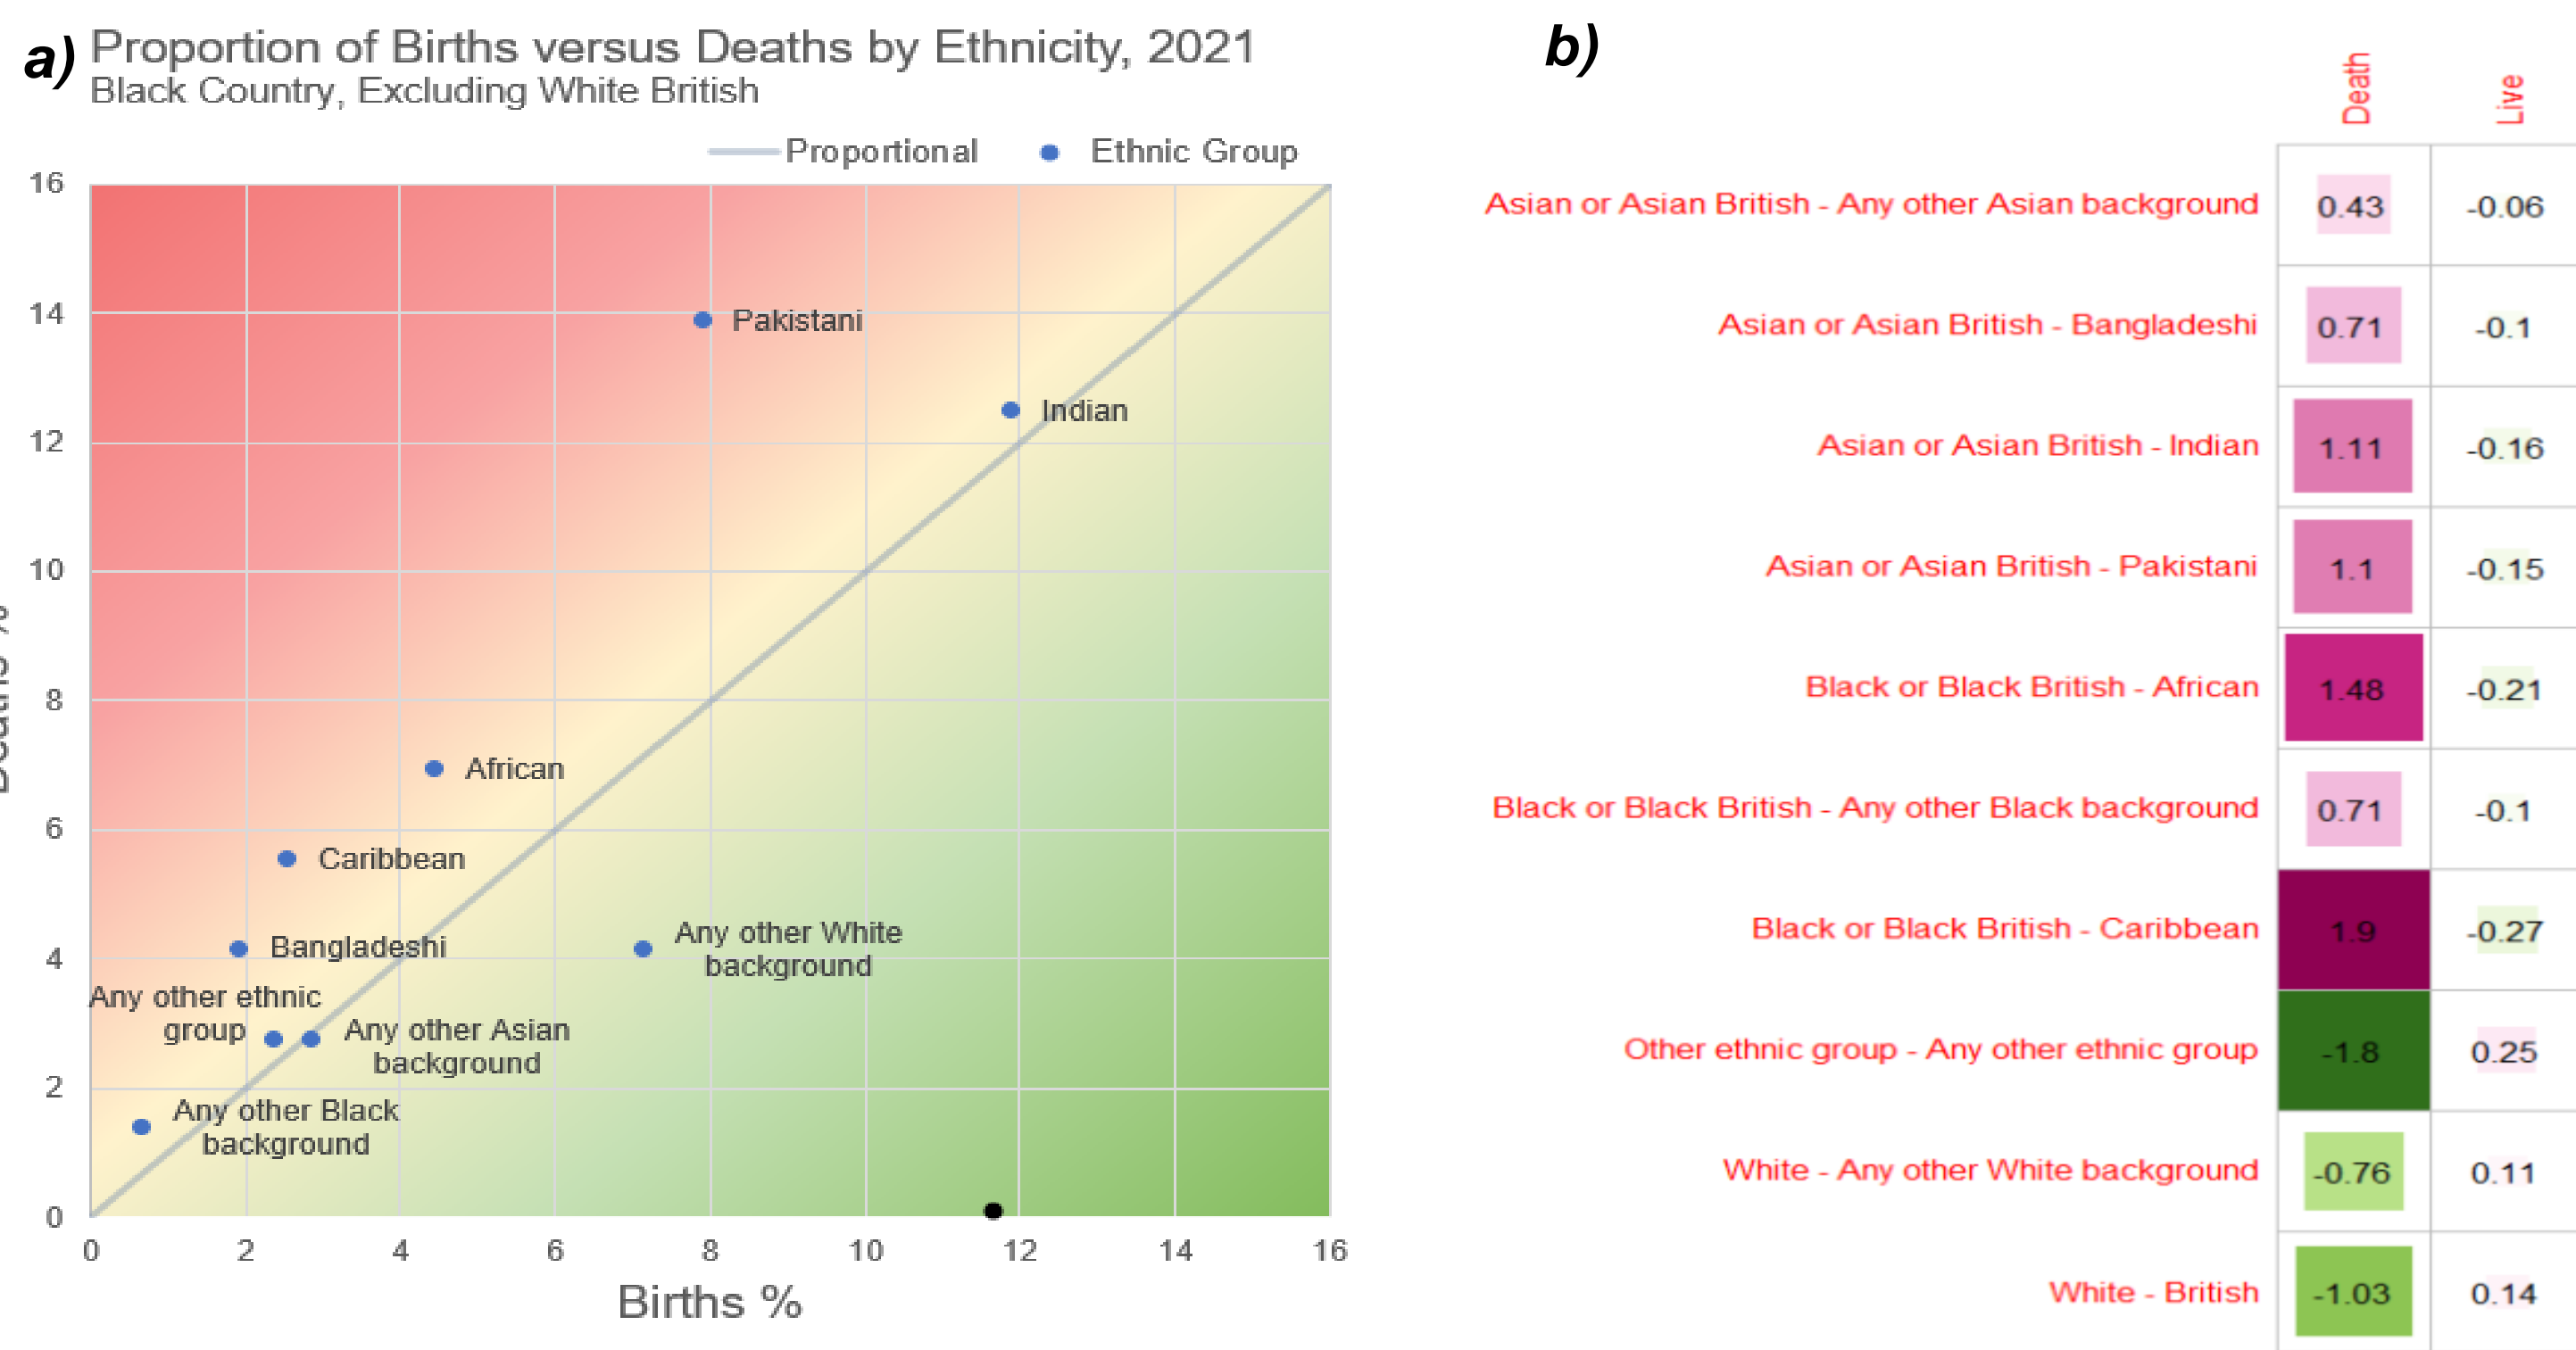 a)
Proportion of Births versus Deaths by Ethnicity, 2021
Black Country, Excluding White British
Proportional
Ethnic Group
16
14
12
10
8
6
4
2
0
Pakistani
Indian
African
Caribbean
Bangladeshi
Any other White
background
Any other ethnic
group
Any other Asian
background
Any other Black
background
0 2 4 6 8 10 12 14 16
Births %
b)
Death
Live
Asian or Asian British - Any other Asian background 0.43 -0.06
Asian or Asian British - Bangladeshi 0.71 -0.1
Asian or Asian British - Indian 1.11 -0.16
Asian or Asian British - Pakistani 1.1 -0.15
Black or Black British - African 1.48 -0.21
Black or Black British - Any other Black background 0.71 -0.1
Black or Black British - Caribbean 1.9 -0.27
Other ethnic group - Any other ethnic group -1.8 0.25
White - Any other White background -0.76 0.11
White - British -1.03 0.14